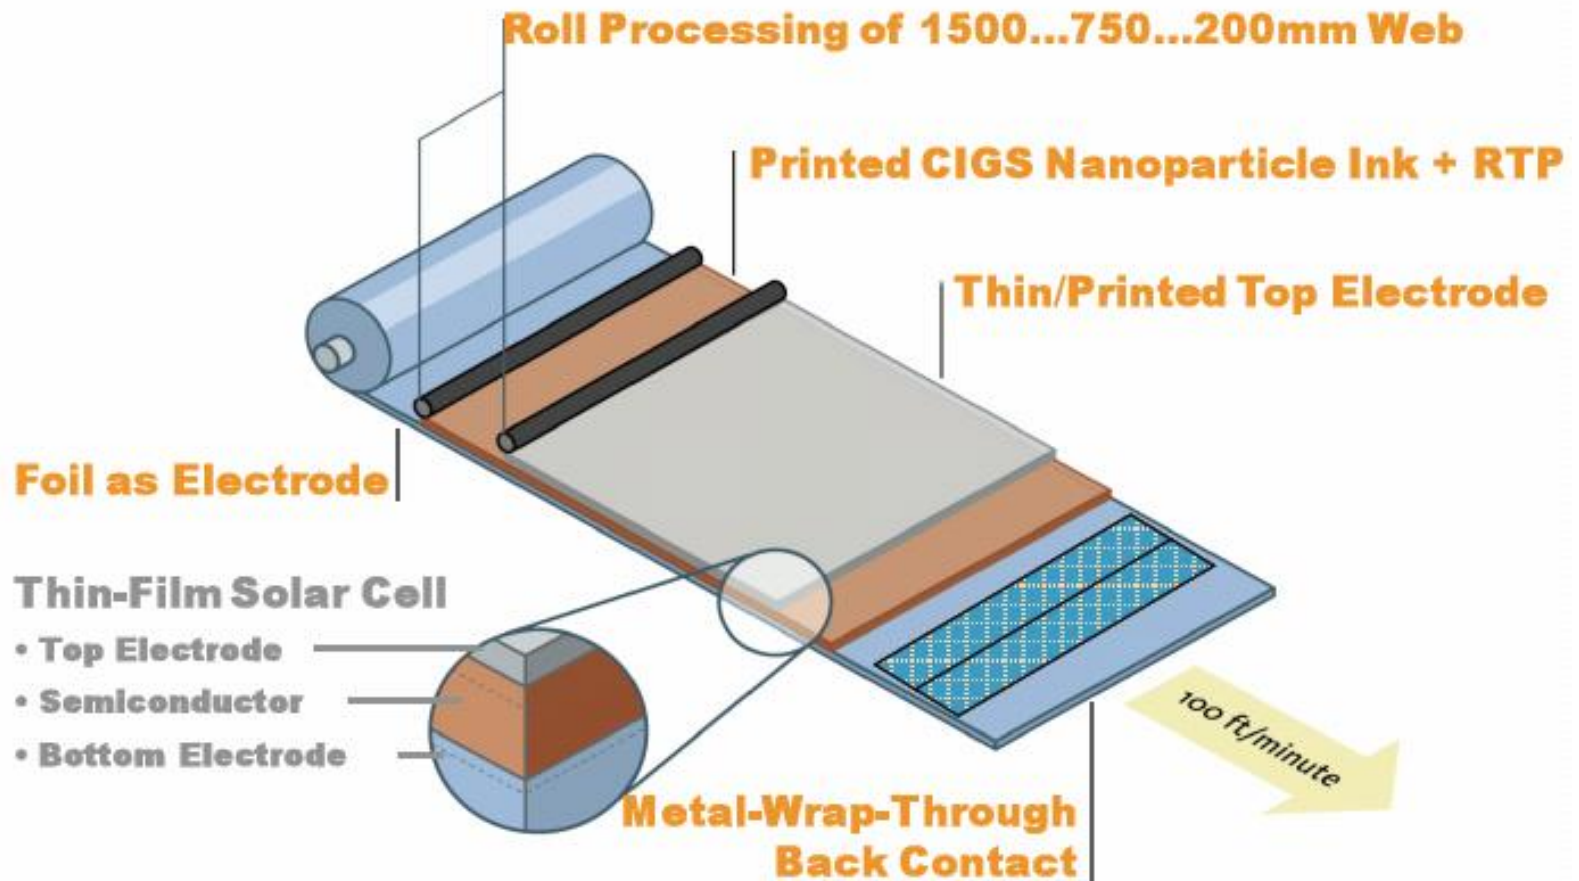 Roll Processing of 1500...750...200mm Web
Printed CIGS Nanoparticle Ink + RTP
Thin/Printed Top Electrode
Foil as Electrode
Thin-Film Solar Cell
• Top Electrode
• Semiconductor
• Bottom Electrode
100 ft/minute
Metal-Wrap-Through
Back Contact